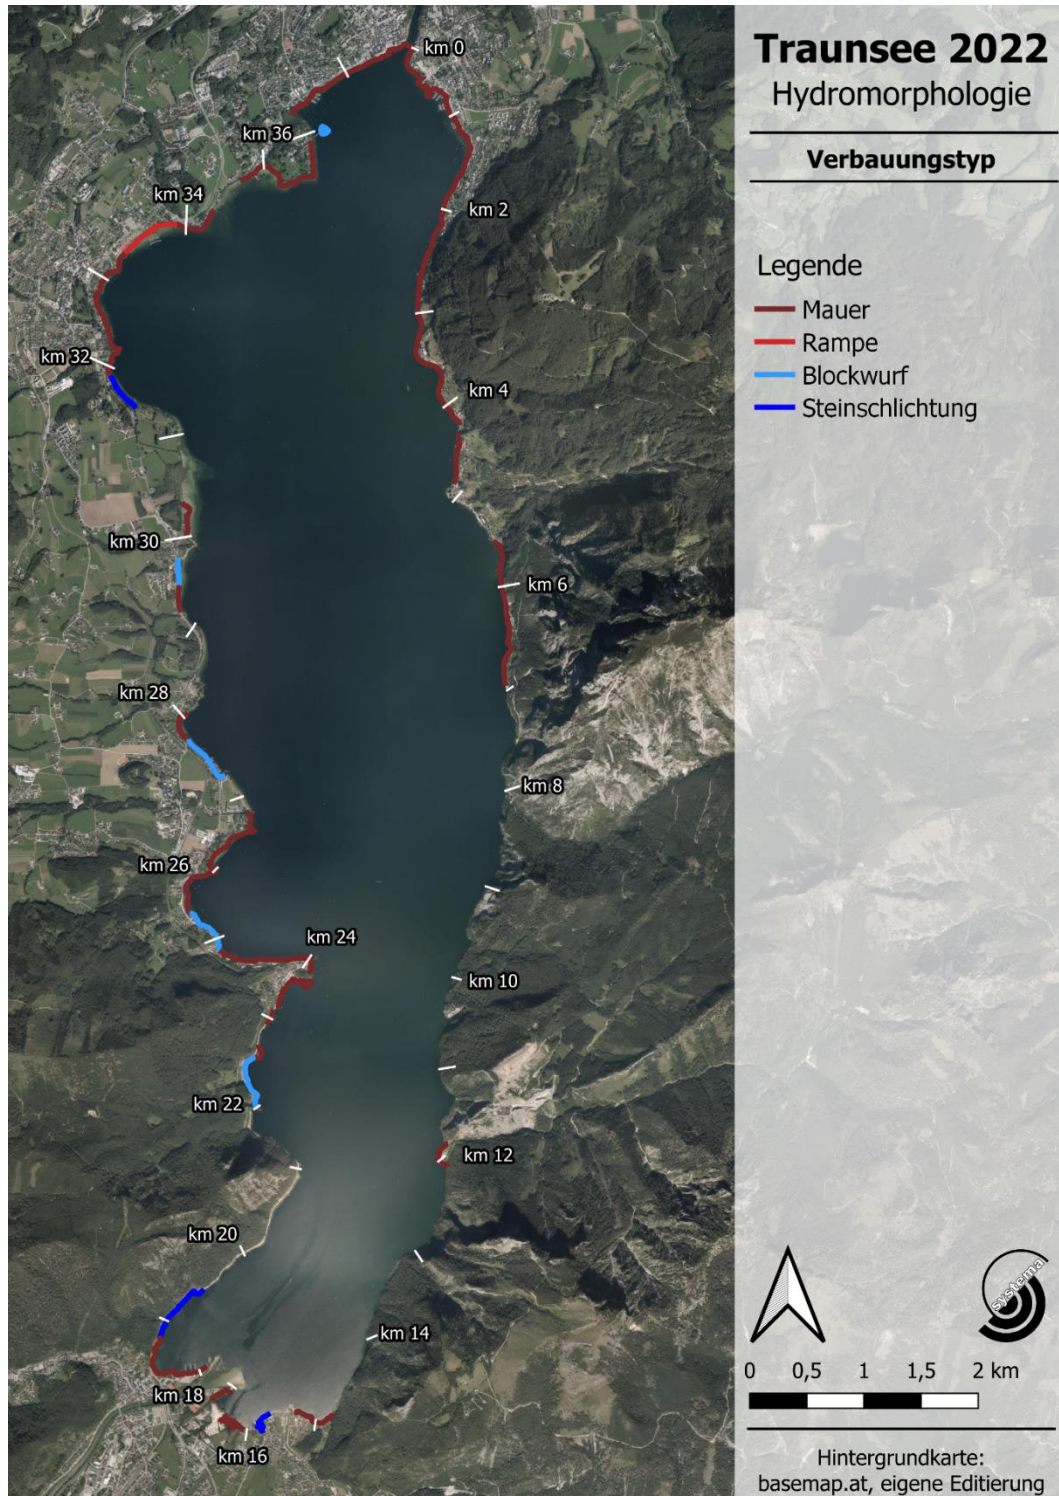 Traunsee 2022
Hydromorphologie
Verbauungstyp
Legende
Mauer
Rampe
Blockwurf
Steinschlichtung
km 0
km 36
km 34
km 2
km 32
km 4
km 30
km 6
km 28
km 8
km 26
km 24
km 10
km 22
km 12
km 20
km 14
km 18
km 16
systema
0 0,5 1 1,5 2 km
Hintergrundkarte:
basemap.at, eigene Editierung